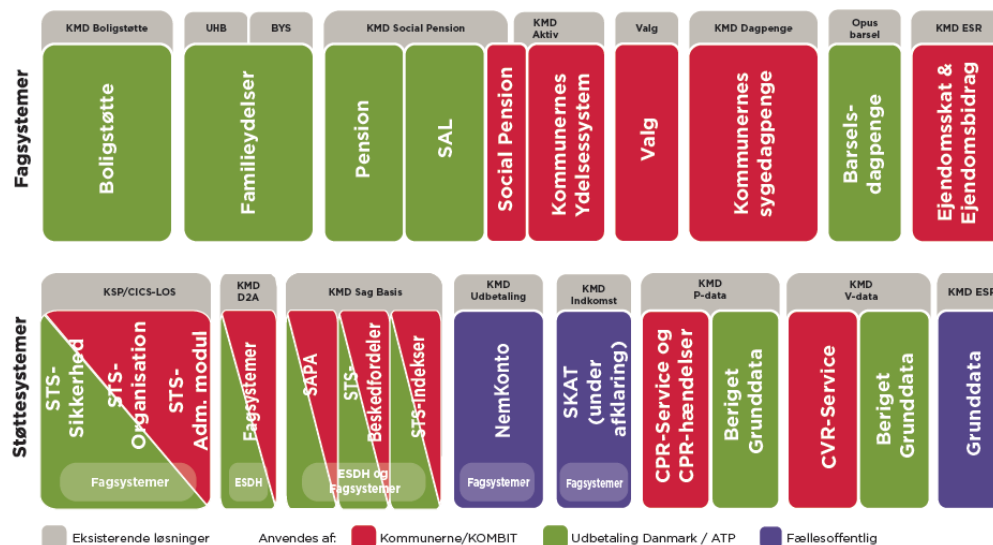 Fagsystemer
KMD Boligstøtte
UHB
BYS
KMD Social Pension
KMD
Aktiv
Valg
KMD Dagpenge
Opus
barsel
KMD ESR
Boligstøtte
Familieydelser
Pension
SAL
Social Pension
Kommunernes
Ydelsessystem
Valg
Kommunernes
sygedagpenge
Barsels-
dagpenge
Ejendomsskat &
Ejendomsbidrag
Støttesystemer
KSP/CICS-LOS
KMD
D2A
KMD Sag Basis
KMD
Udbetaling
KMD
Indkomst
KMD
P-data
KMD
V-data
KMD ESR
STS-
Sikkerhed
STS-
Organisation
STS-
Adm. modul
Fagsystemer
Fagsystemer
ESDH
SAPA
STS-
Beskedfordeler
STS-Indekser
ESDH og
Fagsystemer
NemKonto
Fagsystemer
SKAT
(under
afklaring)
Fagsystemer
CPR-Service og
CPR-hændelser
Beriget
Grunddata
CVR-Service
Beriget
Grunddata
Grunddata
Eksisterende løsninger
Anvendes af:
Kommunerne/KOMBIT
Udbetaling Danmark / ATP
Fællesoffentlig